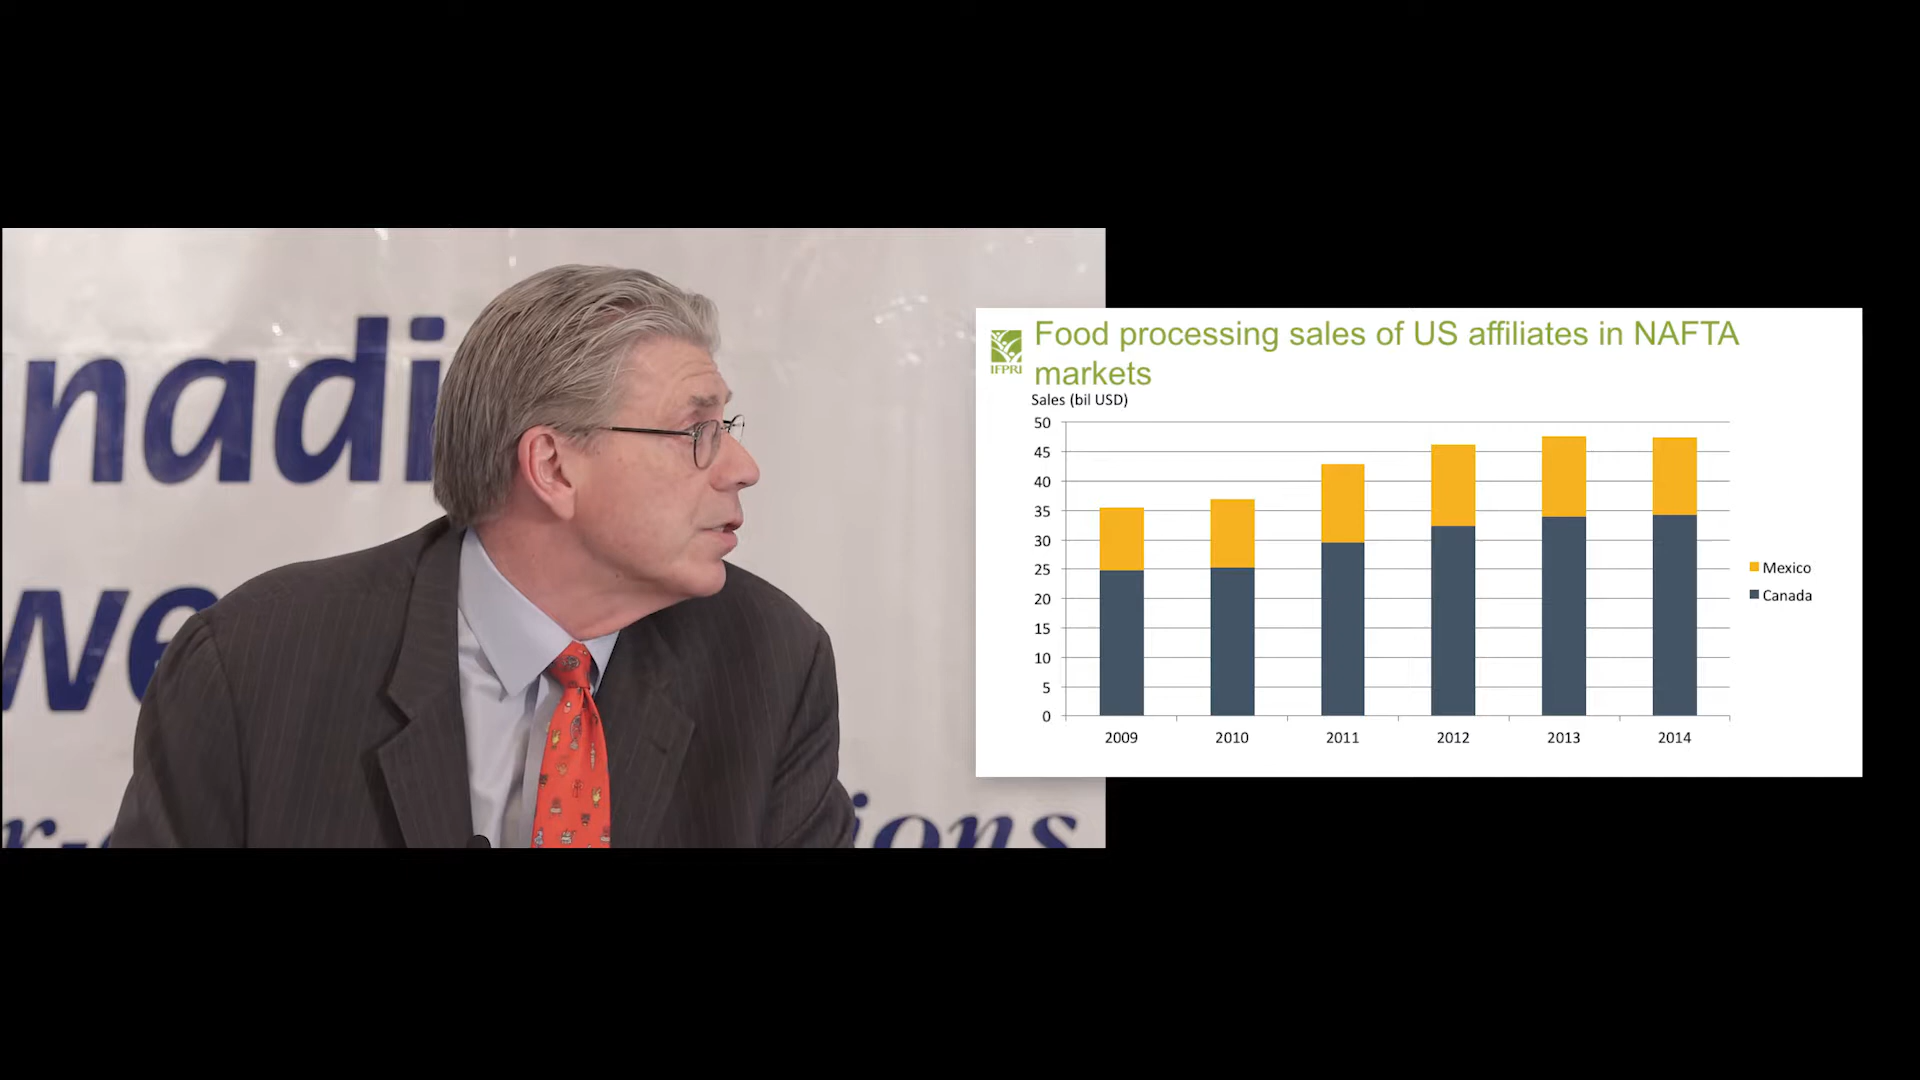 nadi
we
r-
ions
IFPRI
Food processing sales of US affiliates in NAFTA
markets
Sales (bil USD)
50
45
40
35
30
25
20
15
10
5
0
2009 2010 2011 2012 2013 2014
Mexico
Canada